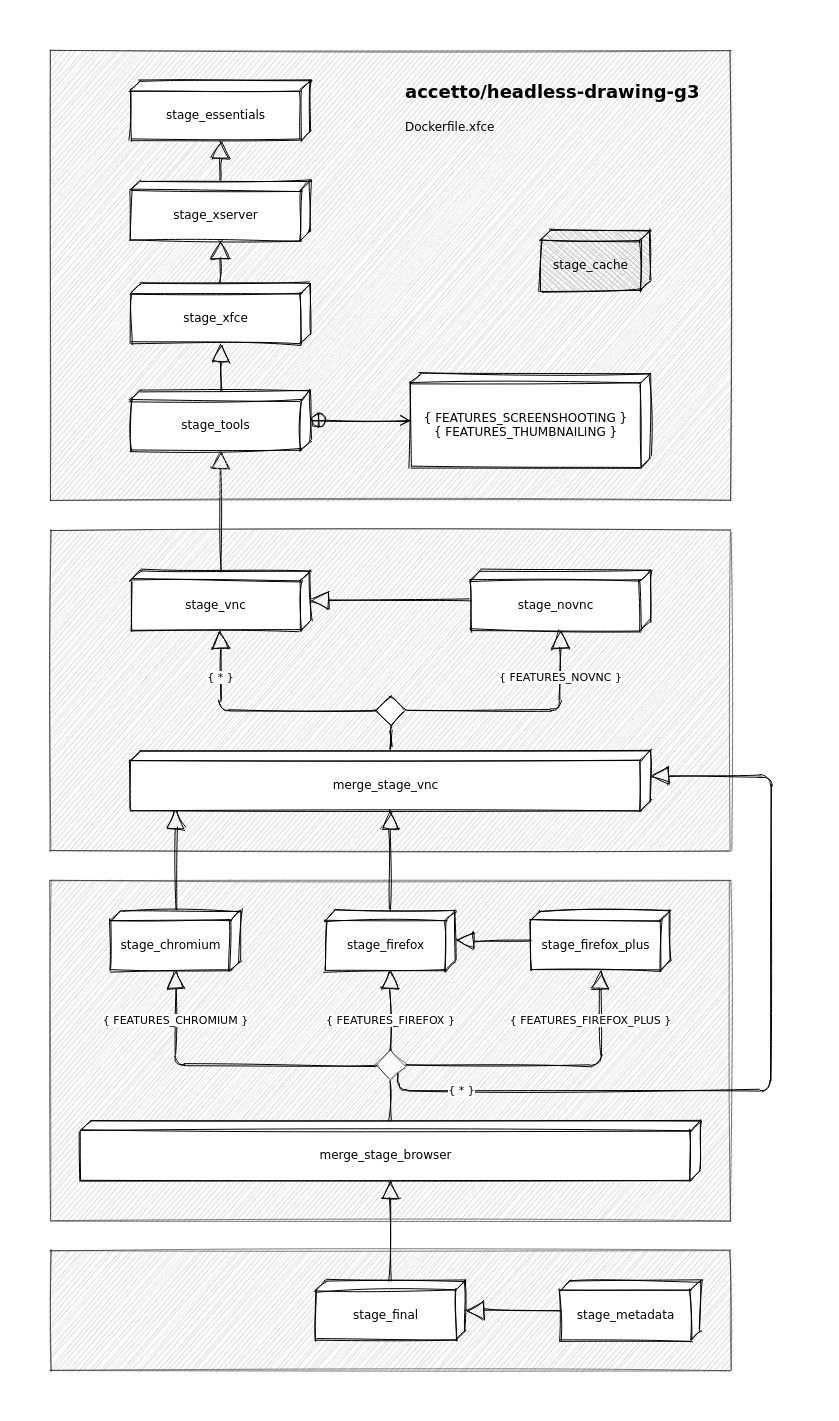 accetto/headless-drawing-g3
Dockerfile.xfce
stage_essentials
stage_xserver
stage_cache
stage_xfce
stage_tools
{ FEATURES_SCREENSHOOTING }
{ FEATURES_THUMBNAILING }
stage_vnc
stage_novnc
{ * }
{ FEATURES_NOVNC }
merge_stage_vnc
stage_chromium
stage_firefox
stage_firefox_plus
{ FEATURES_CHROMIUM }
{ FEATURES_FIREFOX }
{ FEATURES_FIREFOX_PLUS }
{ * }
merge_stage_browser
stage_final
stage_metadata